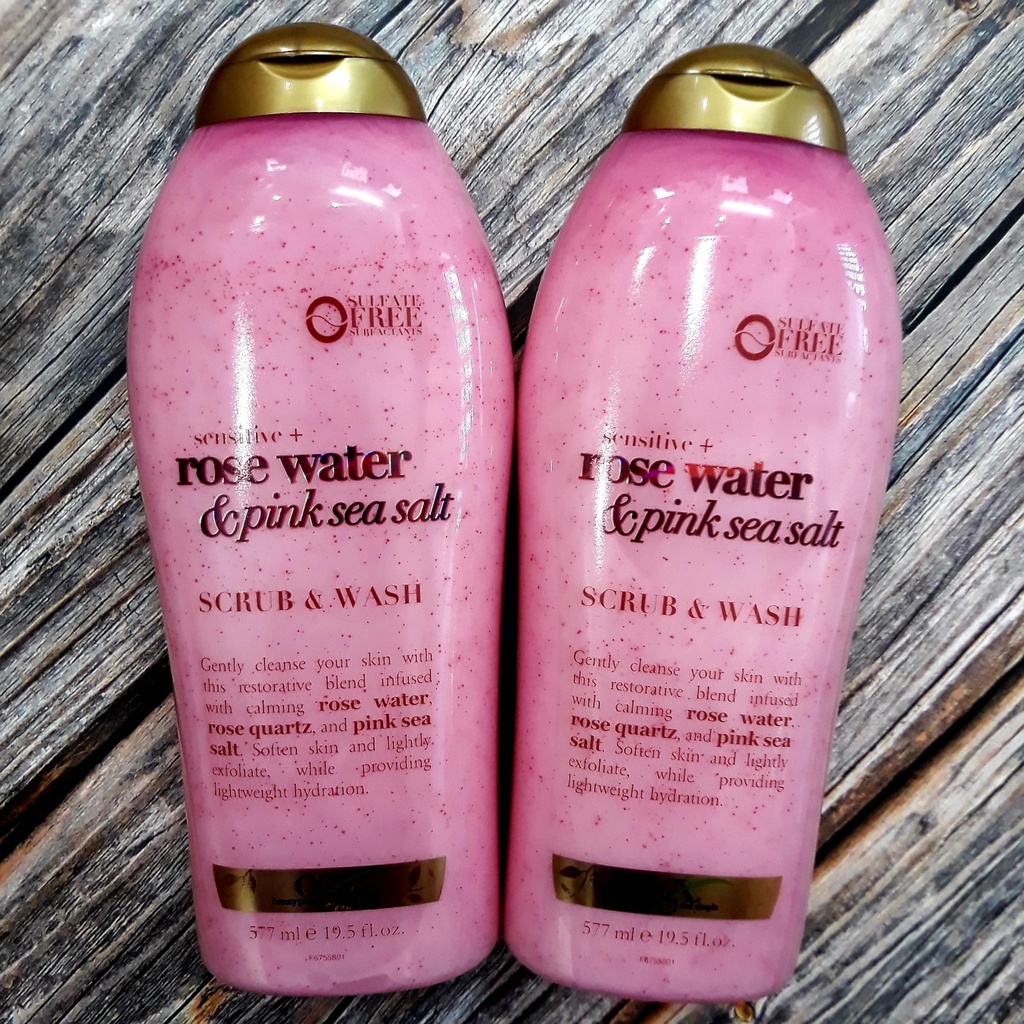 SULFATE
FREE
SURFACTANTS
sensitive +
rose water
& pink sea salt
SCRUB & WASH
Gently cleanse your skin with
this restorative blend infused
with calming rose water,
rose quartz, and pink sea
salt. Soften skin and lightly
exfoliate, while providing
lightweight hydration.
577 ml e 19.5 fl.oz.
F6755801
SULFATE
FREE
SURFACTANTS
sensitive +
rose water
& pink sea salt
SCRUB & WASH
Gently cleanse your skin with
this restorative blend infused
with calming rose water,
rose quartz, and pink sea
salt. Soften skin and lightly
exfoliate, while providing
lightweight hydration.
577 ml e 19.5 fl.oz.
F6755801